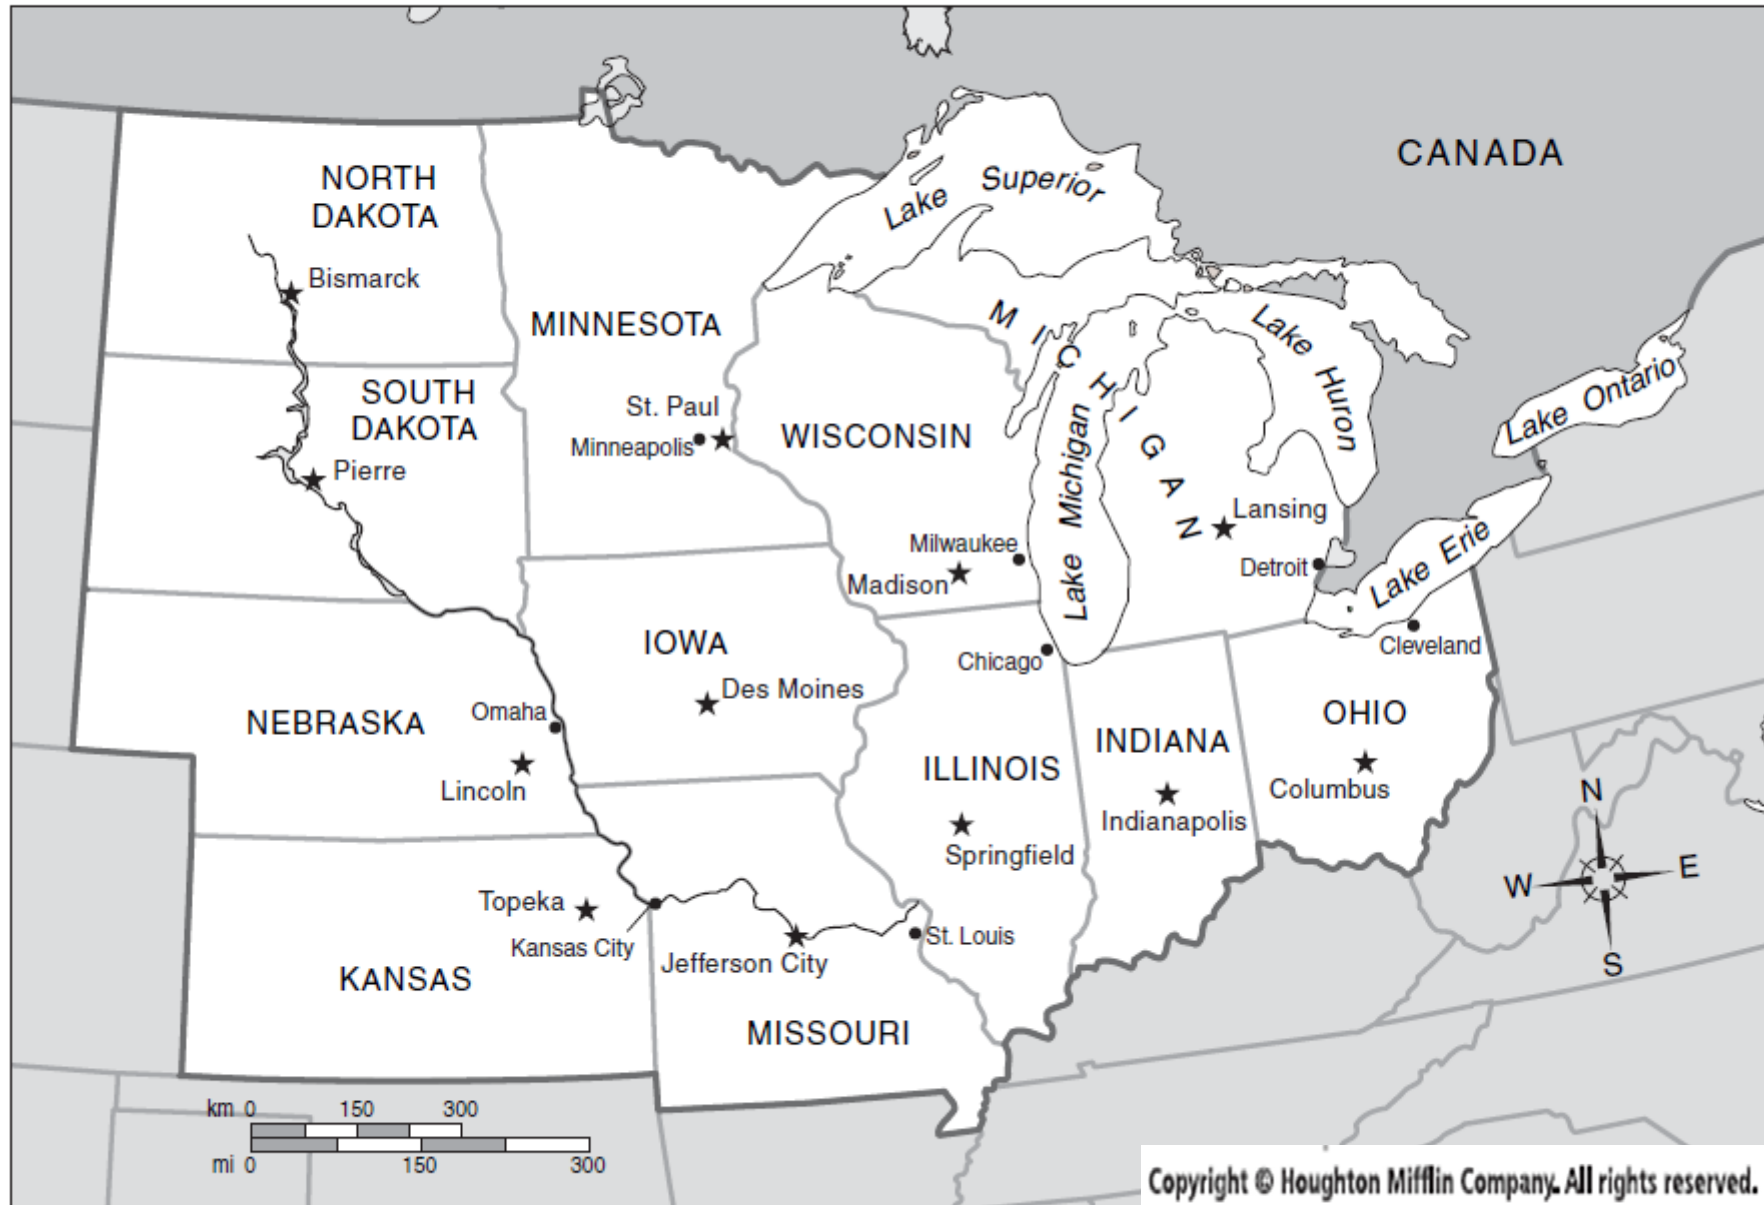 CANADA
NORTH
DAKOTA
Lake Superior
Bismarck
MINNESOTA
MICHIGAN
Lake Huron
SOUTH
DAKOTA
St. Paul
Minneapolis
WISCONSIN
Lake Michigan
Lake Ontario
Pierre
Lansing
Milwaukee
Madison
Detroit
Lake Erie
IOWA
Chicago
Cleveland
Des Moines
NEBRASKA
Omaha
OHIO
INDIANA
ILLINOIS
Lincoln
Columbus
Indianapolis
Springfield
N
W
E
S
Topeka
Kansas City
Jefferson City
St. Louis
KANSAS
MISSOURI
km 0 150 300
mi 0 150 300
Copyright © Houghton Mifflin Company. All rights reserved.